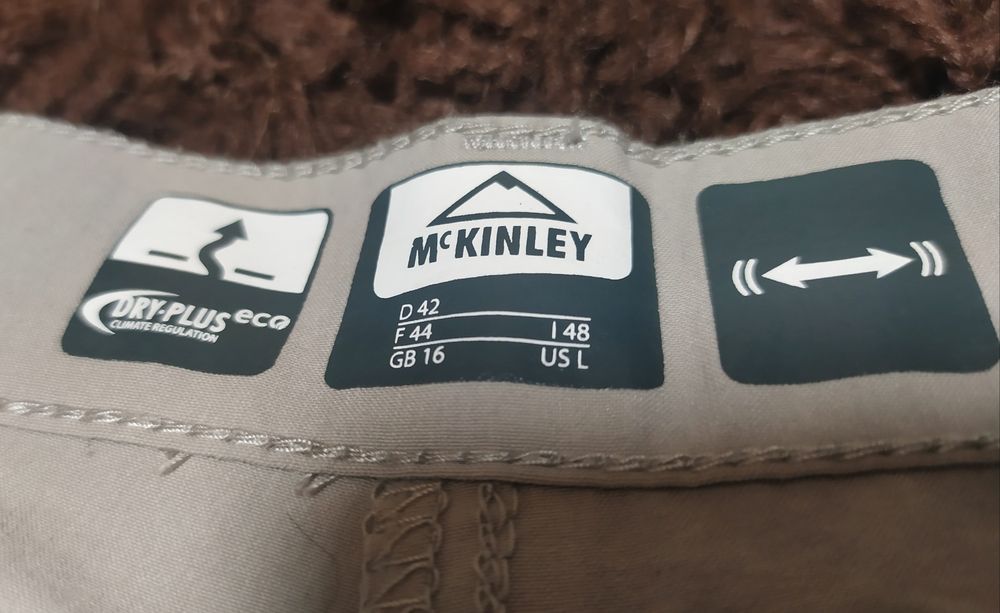 DRY-PLUS eco
CLIMATE REGULATION
McKINLEY
D 42
F 44 I 48
GB 16 US L